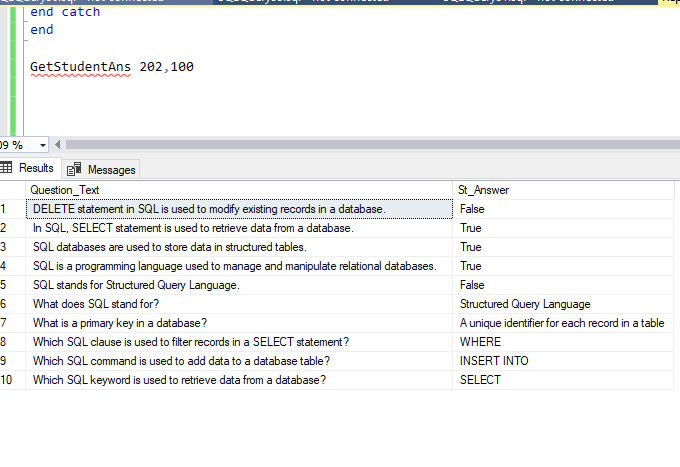 end catch
end
GetStudentAns 202,100
09 %
Results Messages
Question_Text St_Answer
1 DELETE statement in SQL is used to modify existing records in a database. False
2 In SQL, SELECT statement is used to retrieve data from a database. True
3 SQL databases are used to store data in structured tables. True
4 SQL is a programming language used to manage and manipulate relational databases. True
5 SQL stands for Structured Query Language. False
6 What does SQL stand for? Structured Query Language
7 What is a primary key in a database? A unique identifier for each record in a table
8 Which SQL clause is used to filter records in a SELECT statement? WHERE
9 Which SQL command is used to add data to a database table? INSERT INTO
10 Which SQL keyword is used to retrieve data from a database? SELECT